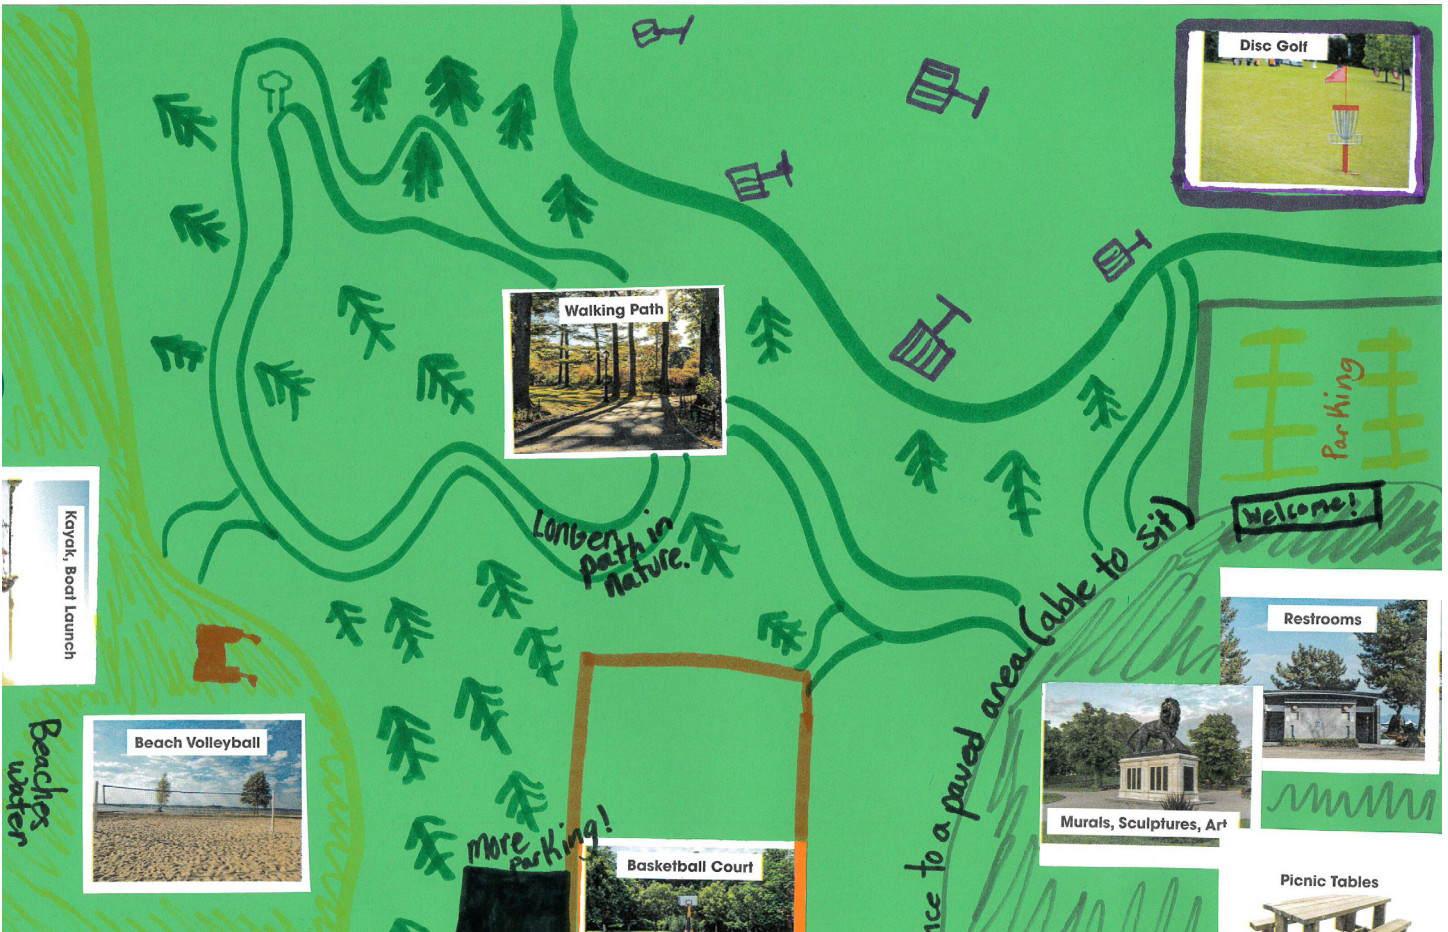 Disc Golf
Walking Path
Parking
Welcome!
Longer
path in
nature.
Kayak, Boat Launch
nce to a paved area (able to sit)
Restrooms
Beaches
water
Beach Volleyball
Murals, Sculptures, Art
more
parking!
Basketball Court
Picnic Tables